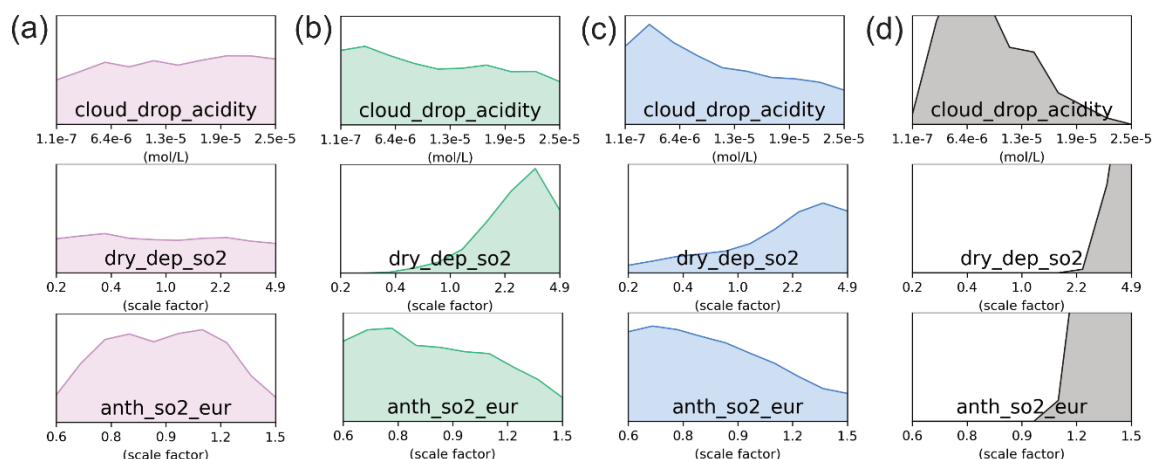 (a) (b) (c) (d)
cloud_drop_acidity cloud_drop_acidity cloud_drop_acidity cloud_drop_acidity
1.1e-7 6.4e-6 1.3e-5 1.9e-5 2.5e-5 1.1e-7 6.4e-6 1.3e-5 1.9e-5 2.5e-5 1.1e-7 6.4e-6 1.3e-5 1.9e-5 2.5e-5 1.1e-7 6.4e-6 1.3e-5 1.9e-5 2.5e-5
(mol/L) (mol/L) (mol/L) (mol/L)
dry_dep_so2 dry_dep_so2 dry_dep_so2 dry_dep_so2
0.2 0.4 1.0 2.2 4.9 0.2 0.4 1.0 2.2 4.9 0.2 0.4 1.0 2.2 4.9 0.2 0.4 1.0 2.2 4.9
(scale factor) (scale factor) (scale factor) (scale factor)
anth_so2_eur anth_so2_eur anth_so2_eur anth_so2_eur
0.6 0.8 0.9 1.2 1.5 0.6 0.8 0.9 1.2 1.5 0.6 0.8 0.9 1.2 1.5 0.6 0.8 0.9 1.2 1.5
(scale factor) (scale factor) (scale factor) (scale factor)